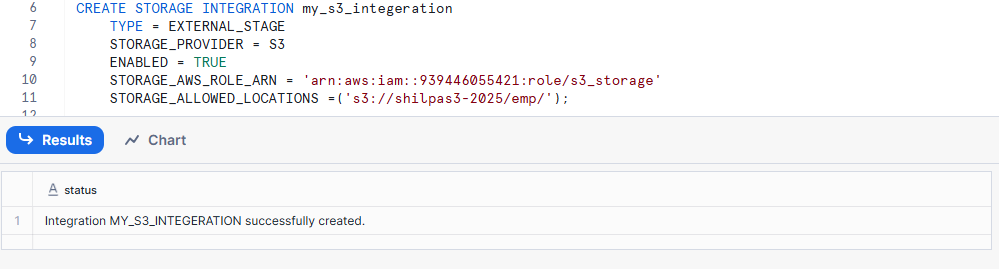 6 CREATE STORAGE INTEGRATION my_s3_integeration
7 TYPE = EXTERNAL_STAGE
8 STORAGE_PROVIDER = S3
9 ENABLED = TRUE
10 STORAGE_AWS_ROLE_ARN = 'arn:aws:iam::939446055421:role/s3_storage'
11 STORAGE_ALLOWED_LOCATIONS =('s3://shilpas3-2025/emp/');
12
Results Chart
A status
1 Integration MY_S3_INTEGERATION successfully created.